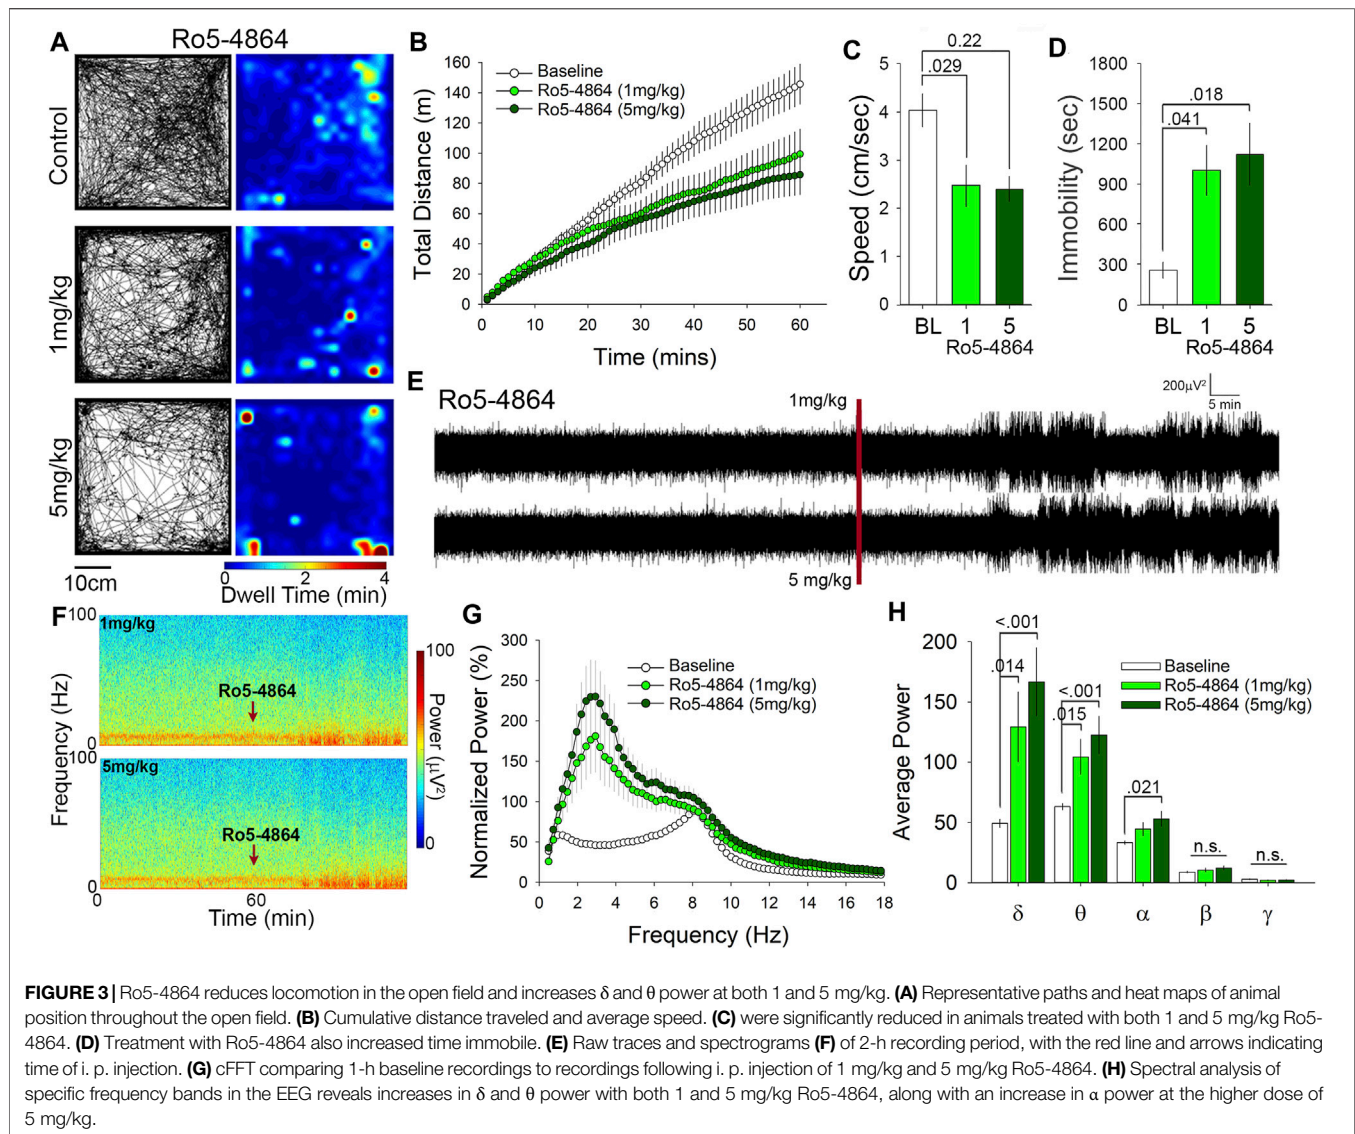 A
Ro5-4864
Control
1mg/kg
5mg/kg
10cm
0
2
4
Dwell Time (min)
B
160
140
120
100
80
60
40
20
0
Total Distance (m)
Baseline
Ro5-4864 (1mg/kg)
Ro5-4864 (5mg/kg)
0 10 20 30 40 50 60
Time (mins)
C
0.22
.029
5
4
3
2
1
0
Speed (cm/sec)
BL 1 5
Ro5-4864
D
1800
1500
1200
900
600
300
0
Immobility (sec)
.018
.041
BL 1 5
Ro5-4864
E
Ro5-4864
1mg/kg
200µV²
5 min
5 mg/kg
F
100
1mg/kg
Ro5-4864
0
100
5mg/kg
Ro5-4864
0
Frequency (Hz)
0 60
Time (min)
100
Power (µV²)
0
G
300
250
200
150
100
50
0
Normalized Power (%)
Baseline
Ro5-4864 (1mg/kg)
Ro5-4864 (5mg/kg)
0 2 4 6 8 10 12 14 16 18
Frequency (Hz)
H
200
150
100
50
0
Average Power
<.001
.014
<.001
.015
.021
n.s.
n.s.
Baseline
Ro5-4864 (1mg/kg)
Ro5-4864 (5mg/kg)
δ θ α β γ
FIGURE 3 | Ro5-4864 reduces locomotion in the open field and increases δ and θ power at both 1 and 5 mg/kg. (A) Representative paths and heat maps of animal
position throughout the open field. (B) Cumulative distance traveled and average speed. (C) were significantly reduced in animals treated with both 1 and 5 mg/kg Ro5-
4864. (D) Treatment with Ro5-4864 also increased time immobile. (E) Raw traces and spectrograms (F) of 2-h recording period, with the red line and arrows indicating
time of i. p. injection. (G) cFFT comparing 1-h baseline recordings to recordings following i. p. injection of 1 mg/kg and 5 mg/kg Ro5-4864. (H) Spectral analysis of
specific frequency bands in the EEG reveals increases in δ and θ power with both 1 and 5 mg/kg Ro5-4864, along with an increase in α power at the higher dose of
5 mg/kg.